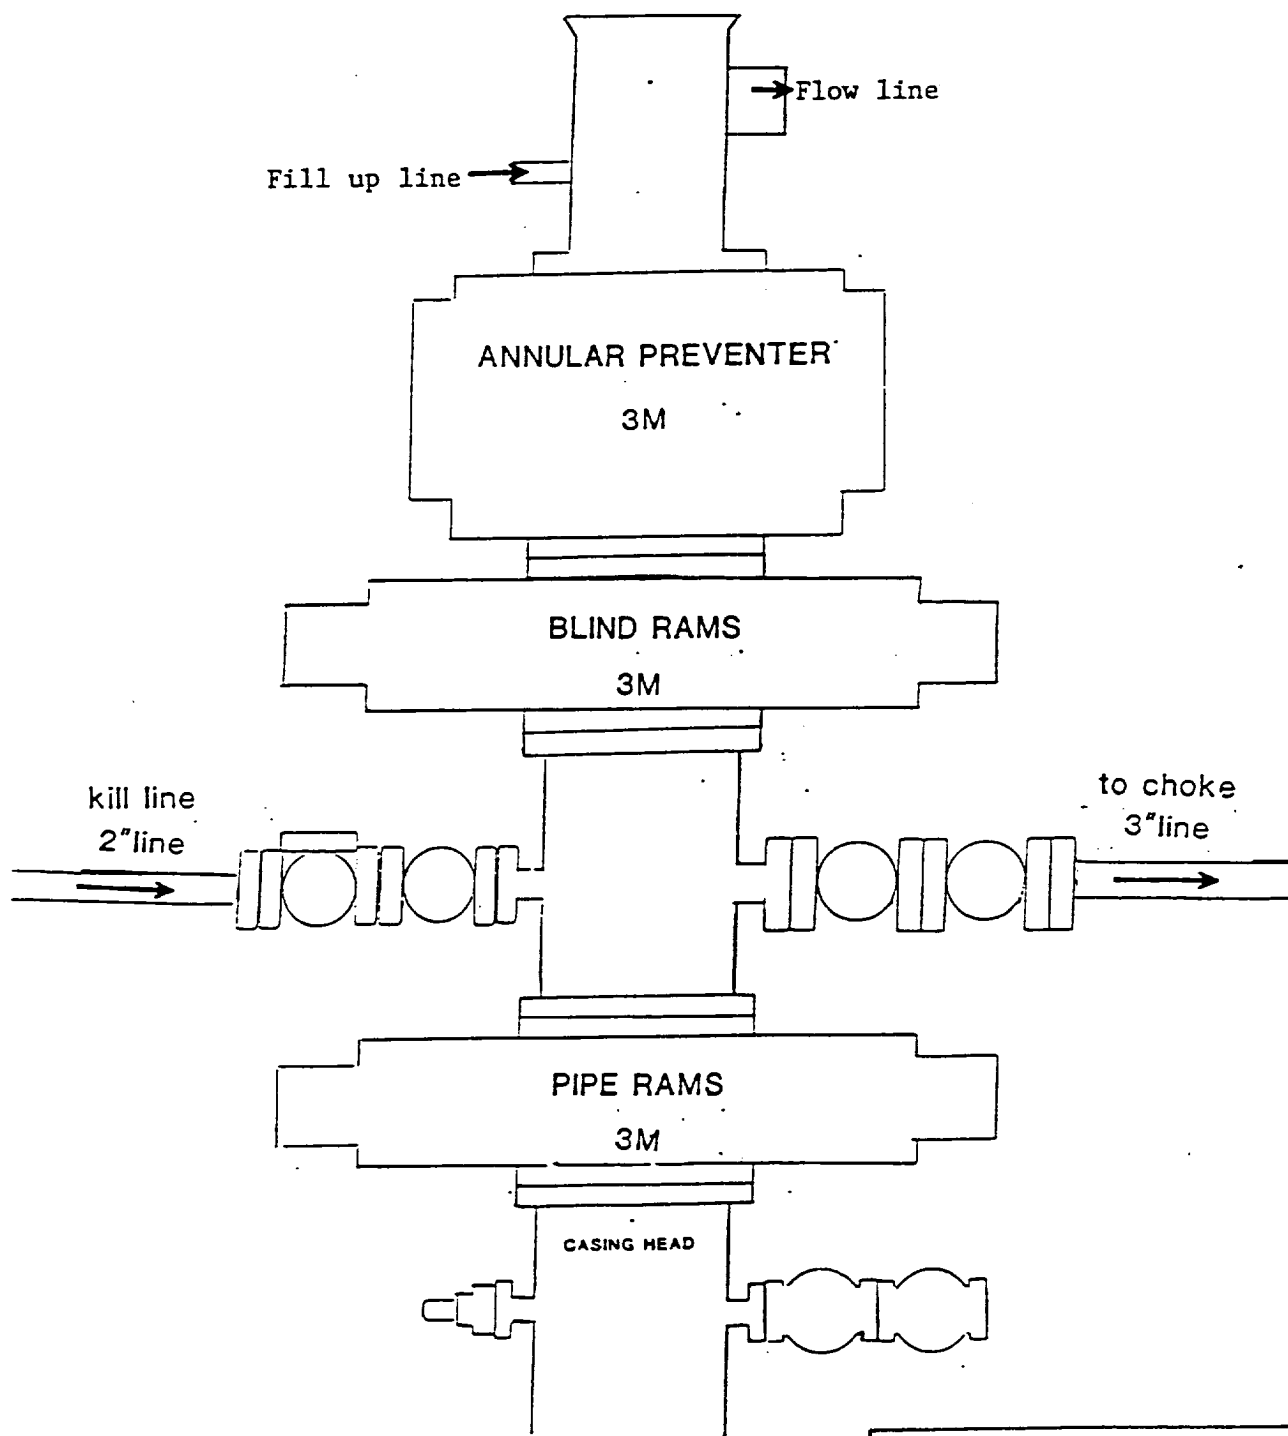 Flow line
Fill up line
ANNULAR PREVENTER
3M
BLIND RAMS
3M
kill line
2"line
to choke
3"line
PIPE RAMS
3M
CASING HEAD